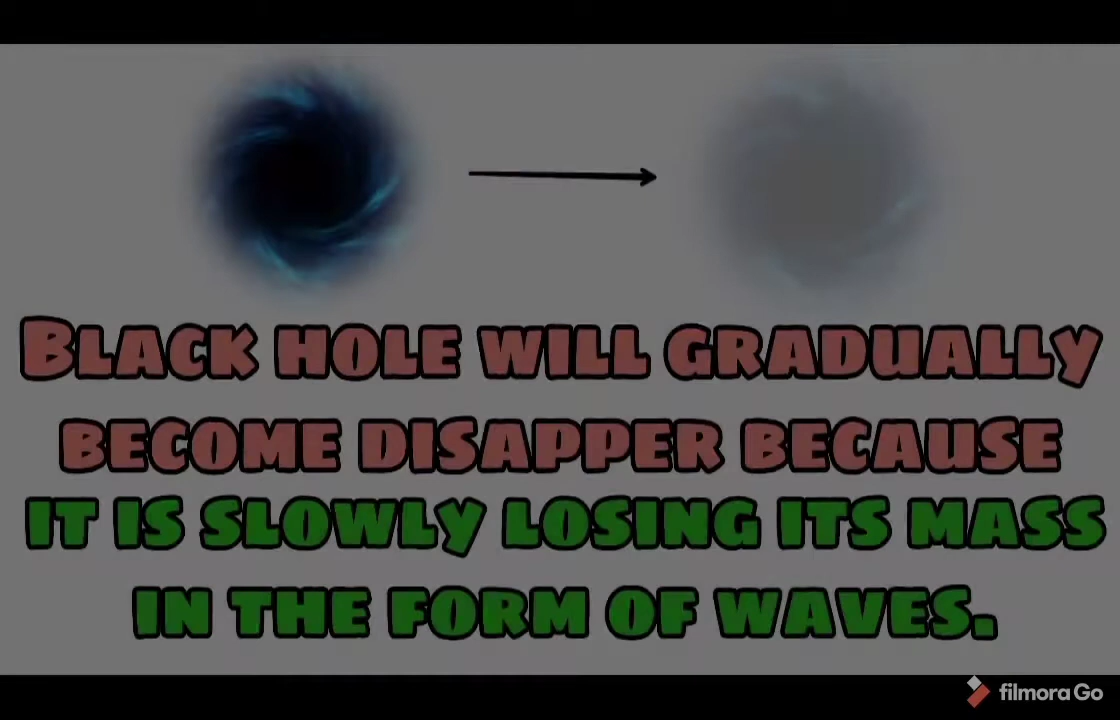 BLACK HOLE WILL GRADUALLY
BECOME DISAPPER BECAUSE
IT IS SLOWLY LOSING ITS MASS
IN THE FORM OF WAVES.
filmora Go